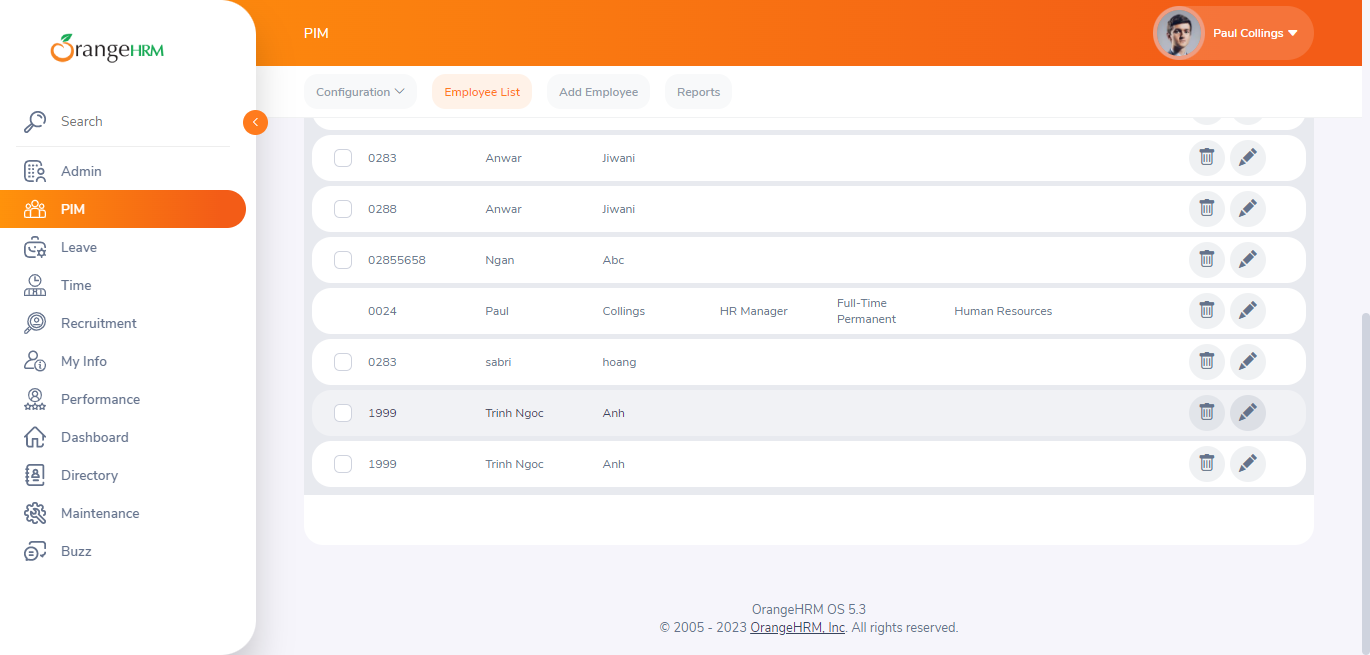 OrangeHRM
PIM
Paul Collings
Configuration
Employee List
Add Employee
Reports
Search
Admin
PIM
Leave
Time
Recruitment
My Info
Performance
Dashboard
Directory
Maintenance
Buzz
0283 Anwar Jiwani
0288 Anwar Jiwani
02855658 Ngan Abc
0024 Paul Collings HR Manager Full-Time Permanent Human Resources
0283 sabri hoang
1999 Trinh Ngoc Anh
1999 Trinh Ngoc Anh
OrangeHRM OS 5.3
© 2005 - 2023 OrangeHRM, Inc. All rights reserved.